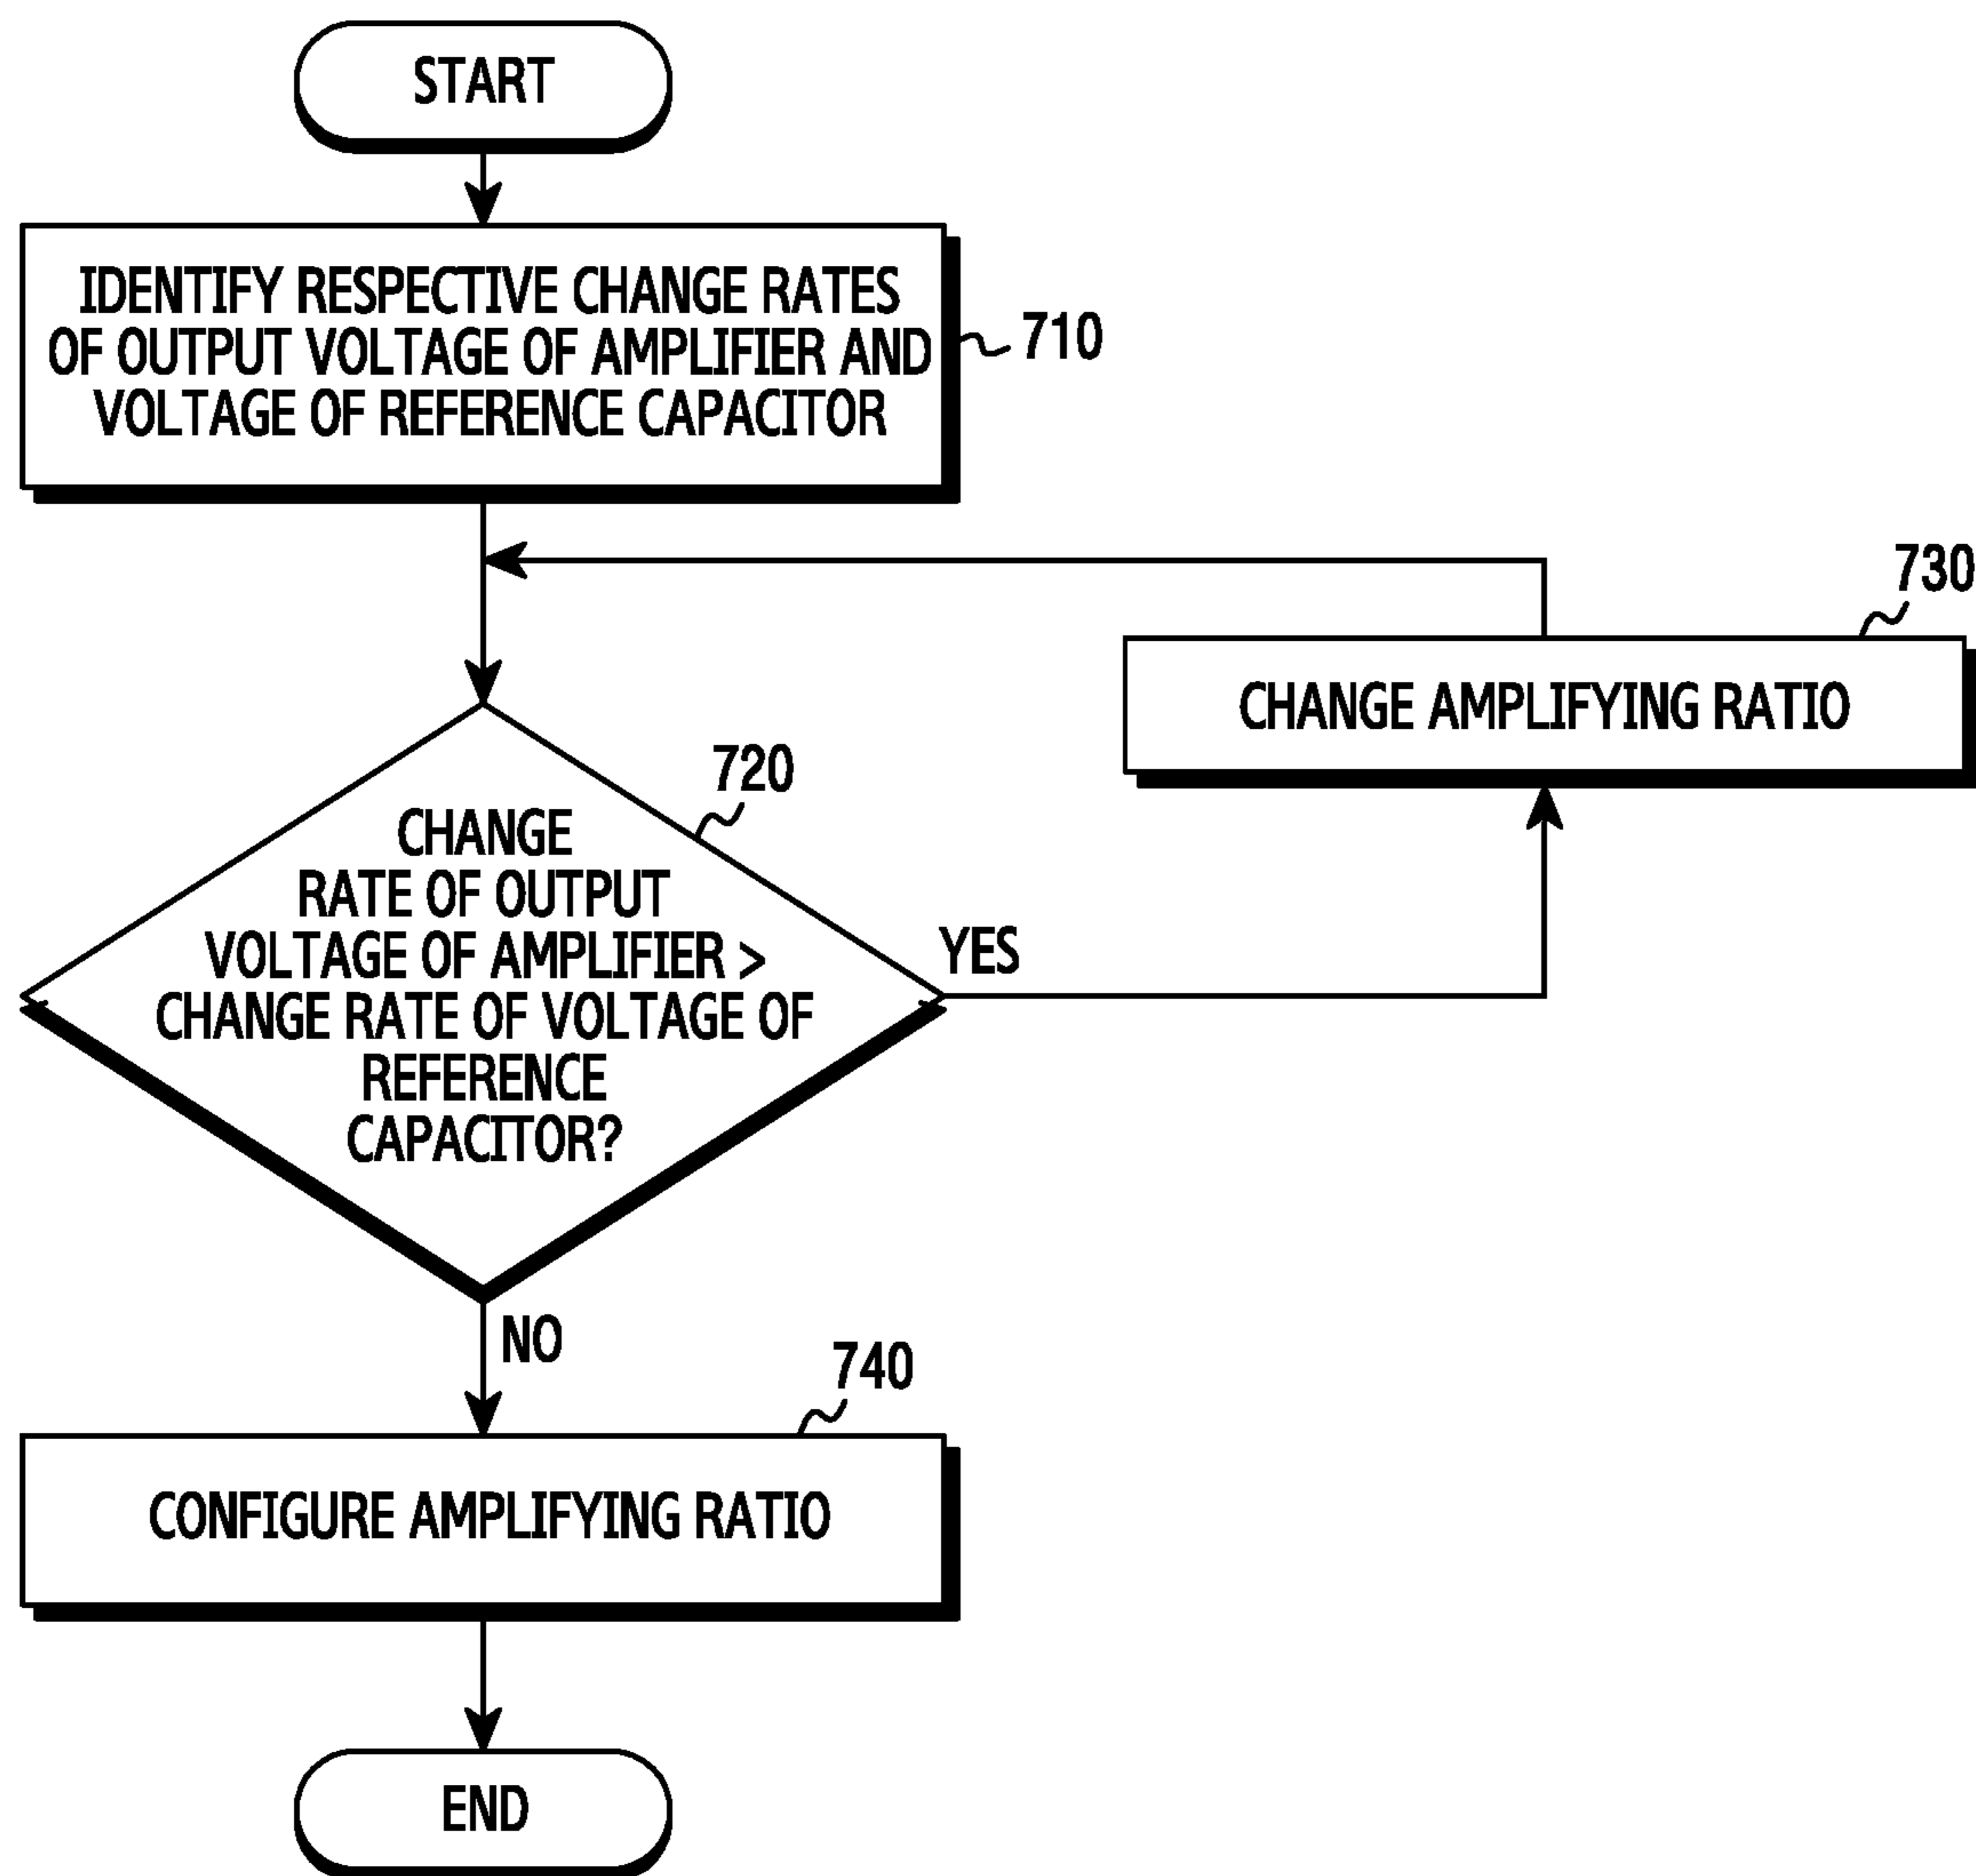 START
IDENTIFY RESPECTIVE CHANGE RATES
OF OUTPUT VOLTAGE OF AMPLIFIER AND
VOLTAGE OF REFERENCE CAPACITOR
710
730
CHANGE AMPLIFYING RATIO
720
CHANGE
RATE OF OUTPUT
VOLTAGE OF AMPLIFIER >
CHANGE RATE OF VOLTAGE OF
REFERENCE
CAPACITOR?
YES
NO
740
CONFIGURE AMPLIFYING RATIO
END